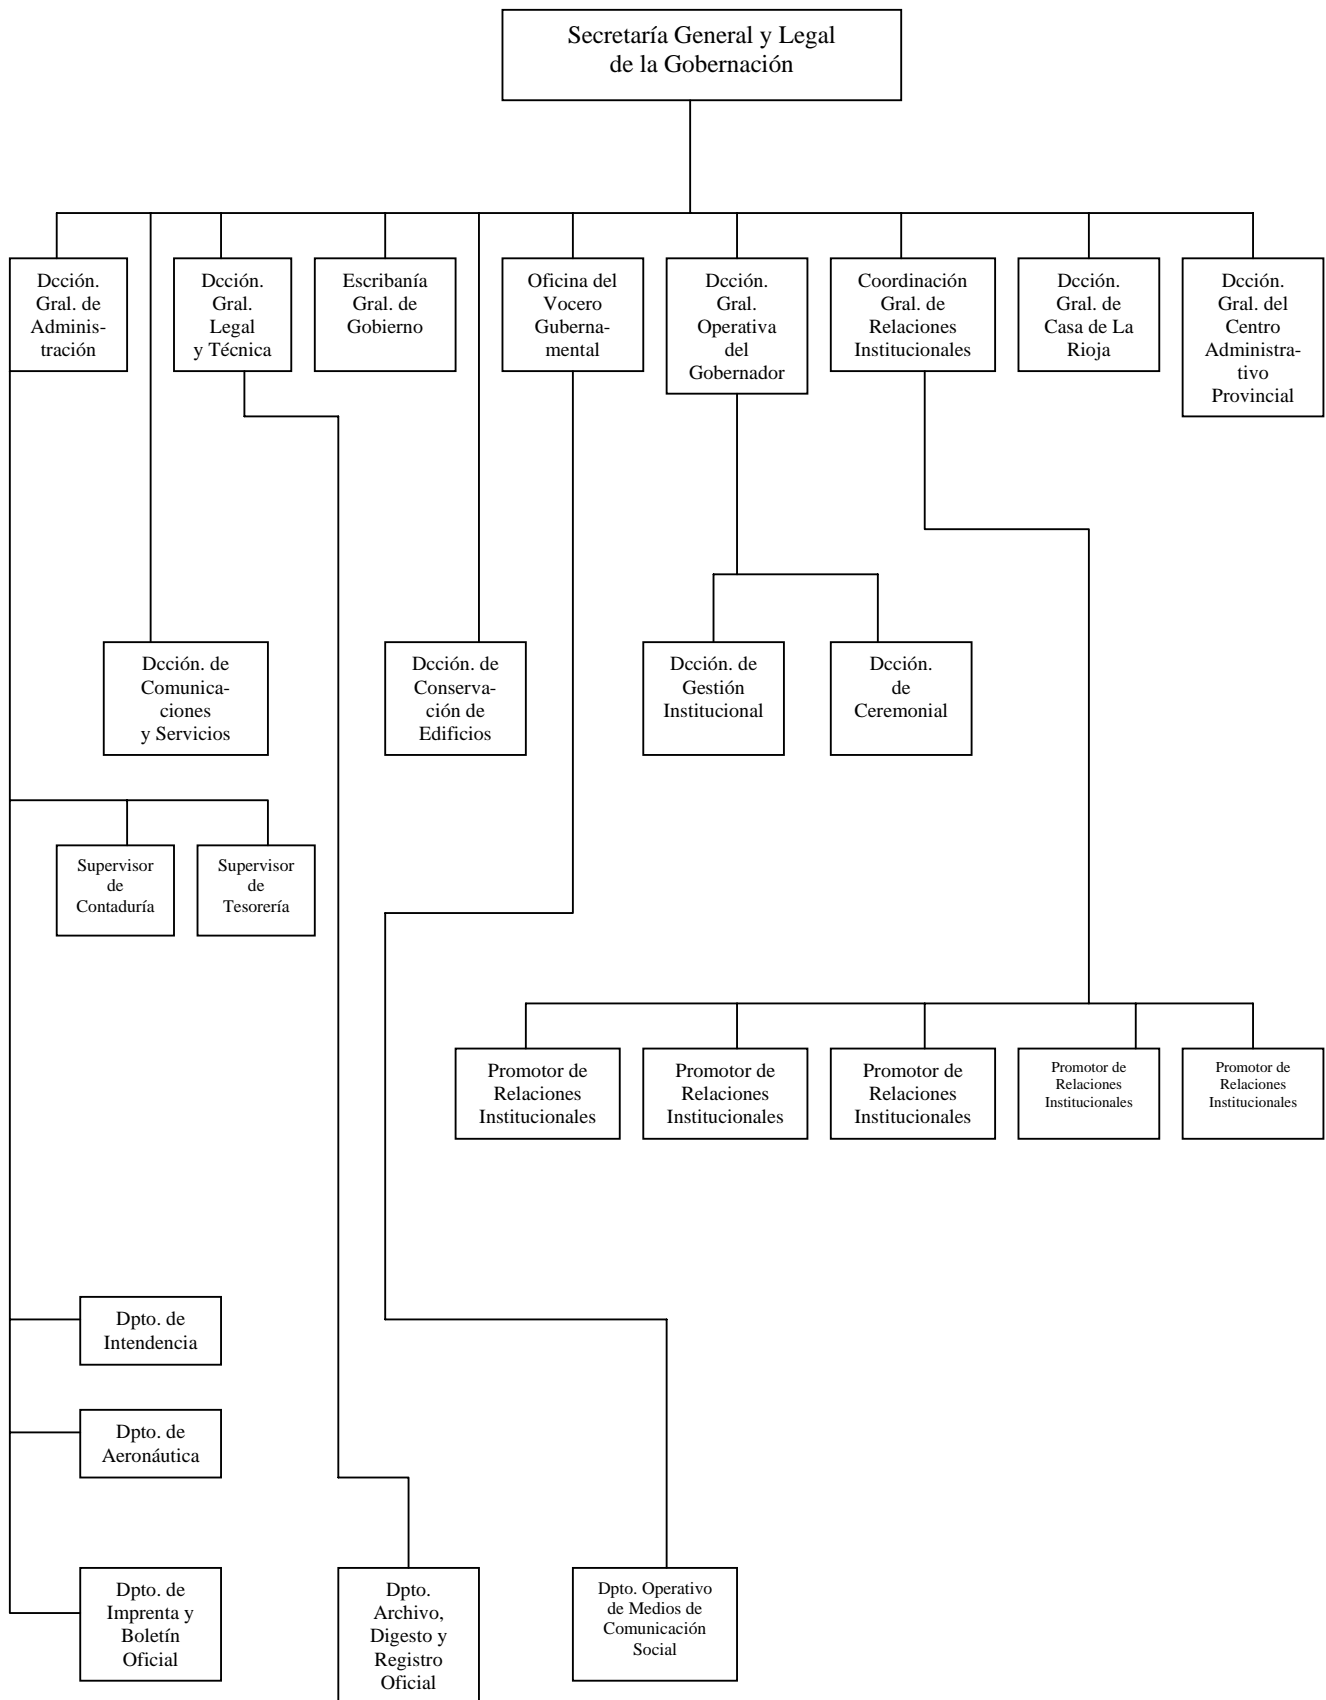 Secretaría General y Legal
de la Gobernación
Dcción.
Gral. de
Adminis-
tración
Dcción.
Gral.
Legal
y Técnica
Escribanía
Gral. de
Gobierno
Oficina del
Vocero
Guberna-
mental
Dcción.
Gral.
Operativa
del
Gobernador
Coordinación
Gral. de
Relaciones
Institucionales
Dcción.
Gral. de
Casa de La
Rioja
Dcción.
Gral. del
Centro
Administra-
tivo
Provincial
Dcción. de
Comunica-
ciones
y Servicios
Dcción. de
Conserva-
ción de
Edificios
Dcción. de
Gestión
Institucional
Dcción.
de
Ceremonial
Supervisor
de
Contaduría
Supervisor
de
Tesorería
Promotor de
Relaciones
Institucionales
Promotor de
Relaciones
Institucionales
Promotor de
Relaciones
Institucionales
Promotor de
Relaciones
Institucionales
Promotor de
Relaciones
Institucionales
Dpto. de
Intendencia
Dpto. de
Aeronáutica
Dpto. de
Imprenta y
Boletín
Oficial
Dpto.
Archivo,
Digesto y
Registro
Oficial
Dpto. Operativo
de Medios de
Comunicación
Social